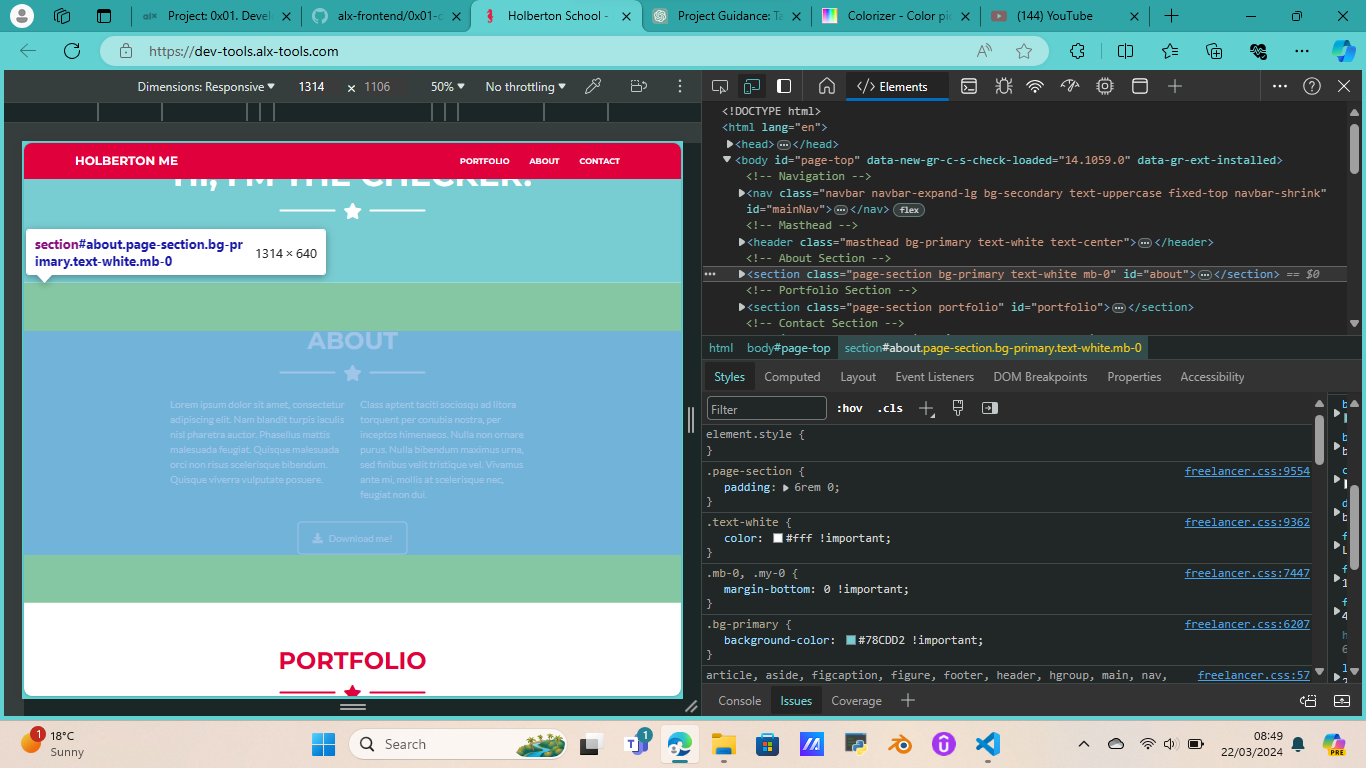 Project: 0x01. Devel
alx-frontend/0x01-c
Holberton School -
Project Guidance: Ta
Colorizer - Color pic
(144) YouTube
https://dev-tools.alx-tools.com
Dimensions: Responsive
1314
×
1106
50%
No throttling
Elements
<!DOCTYPE html>
<html lang="en">
<head>…</head>
<body id="page-top" data-new-gr-c-s-check-loaded="14.1059.0" data-gr-ext-installed>
<!-- Navigation -->
<nav class="navbar navbar-expand-lg bg-secondary text-uppercase fixed-top navbar-shrink"
id="mainNav">…</nav> flex
<!-- Masthead -->
<header class="masthead bg-primary text-white text-center">…</header>
<!-- About Section -->
<section class="page-section bg-primary text-white mb-0" id="about">…</section> == $0
<!-- Portfolio Section -->
<section class="page-section portfolio" id="portfolio">…</section>
<!-- Contact Section -->
html body#page-top section#about.page-section.bg-primary.text-white.mb-0
Styles Computed Layout Event Listeners DOM Breakpoints Properties Accessibility
Filter :hov .cls
element.style {
}
.page-section { freelancer.css:9554
padding: 6rem 0;
}
.text-white { freelancer.css:9362
color: #fff !important;
}
.mb-0, .my-0 { freelancer.css:7447
margin-bottom: 0 !important;
}
.bg-primary { freelancer.css:6207
background-color: #78CDD2 !important;
}
article, aside, figcaption, figure, footer, header, hgroup, main, nav, freelancer.css:57
Console Issues Coverage
HOLBERTON ME
PORTFOLIO ABOUT CONTACT
HI, I'M THE CHECKER!
section#about.page-section.bg-pr
imary.text-white.mb-0
1314 × 640
ABOUT
Lorem ipsum dolor sit amet, consectetur
adipiscing elit. Nam blandit turpis iaculis
nisl pharetra auctor. Phasellus mattis
malesuada feugiat. Quisque malesuada
orci non risus scelerisque bibendum.
Quisque viverra vulputate posuere.
Class aptent taciti sociosqu ad litora
torquent per conubia nostra, per
inceptos himenaeos. Nulla non ornare
purus. Nulla bibendum maximus urna,
sed finibus velit tristique vel. Vivamus
ante mi, mollis at scelerisque nec,
feugiat non dui.
Download me!
PORTFOLIO
1
18°C
Sunny
Search
1
PRE
08:49
22/03/2024